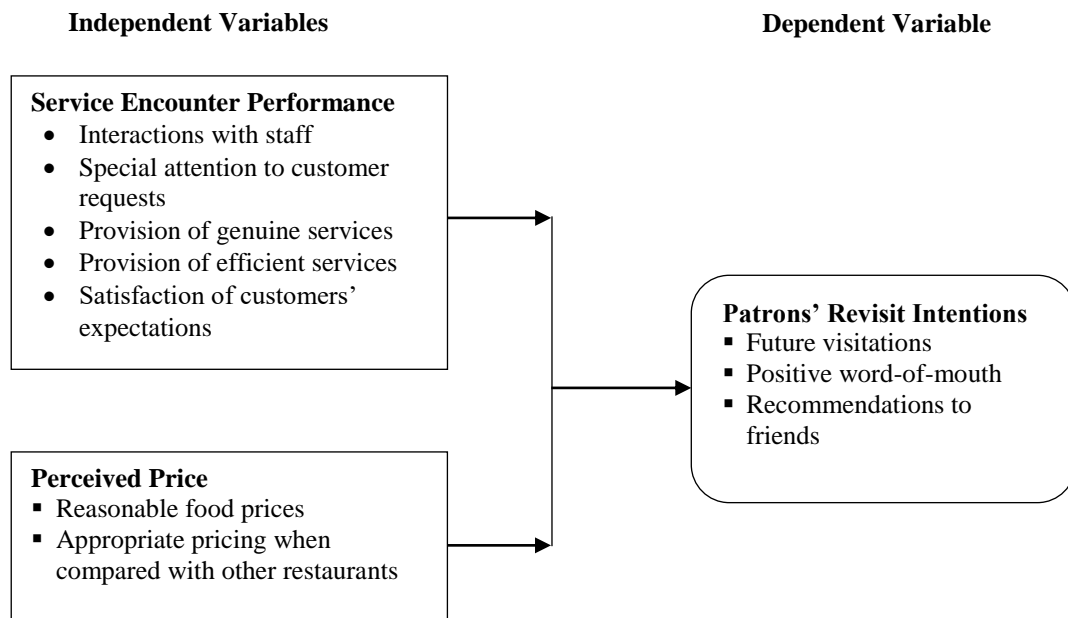 Independent Variables
Dependent Variable
Service Encounter Performance
• Interactions with staff
• Special attention to customer
requests
• Provision of genuine services
• Provision of efficient services
• Satisfaction of customers’
expectations
Patrons’ Revisit Intentions
▪ Future visitations
▪ Positive word-of-mouth
▪ Recommendations to
friends
Perceived Price
▪ Reasonable food prices
▪ Appropriate pricing when
compared with other restaurants